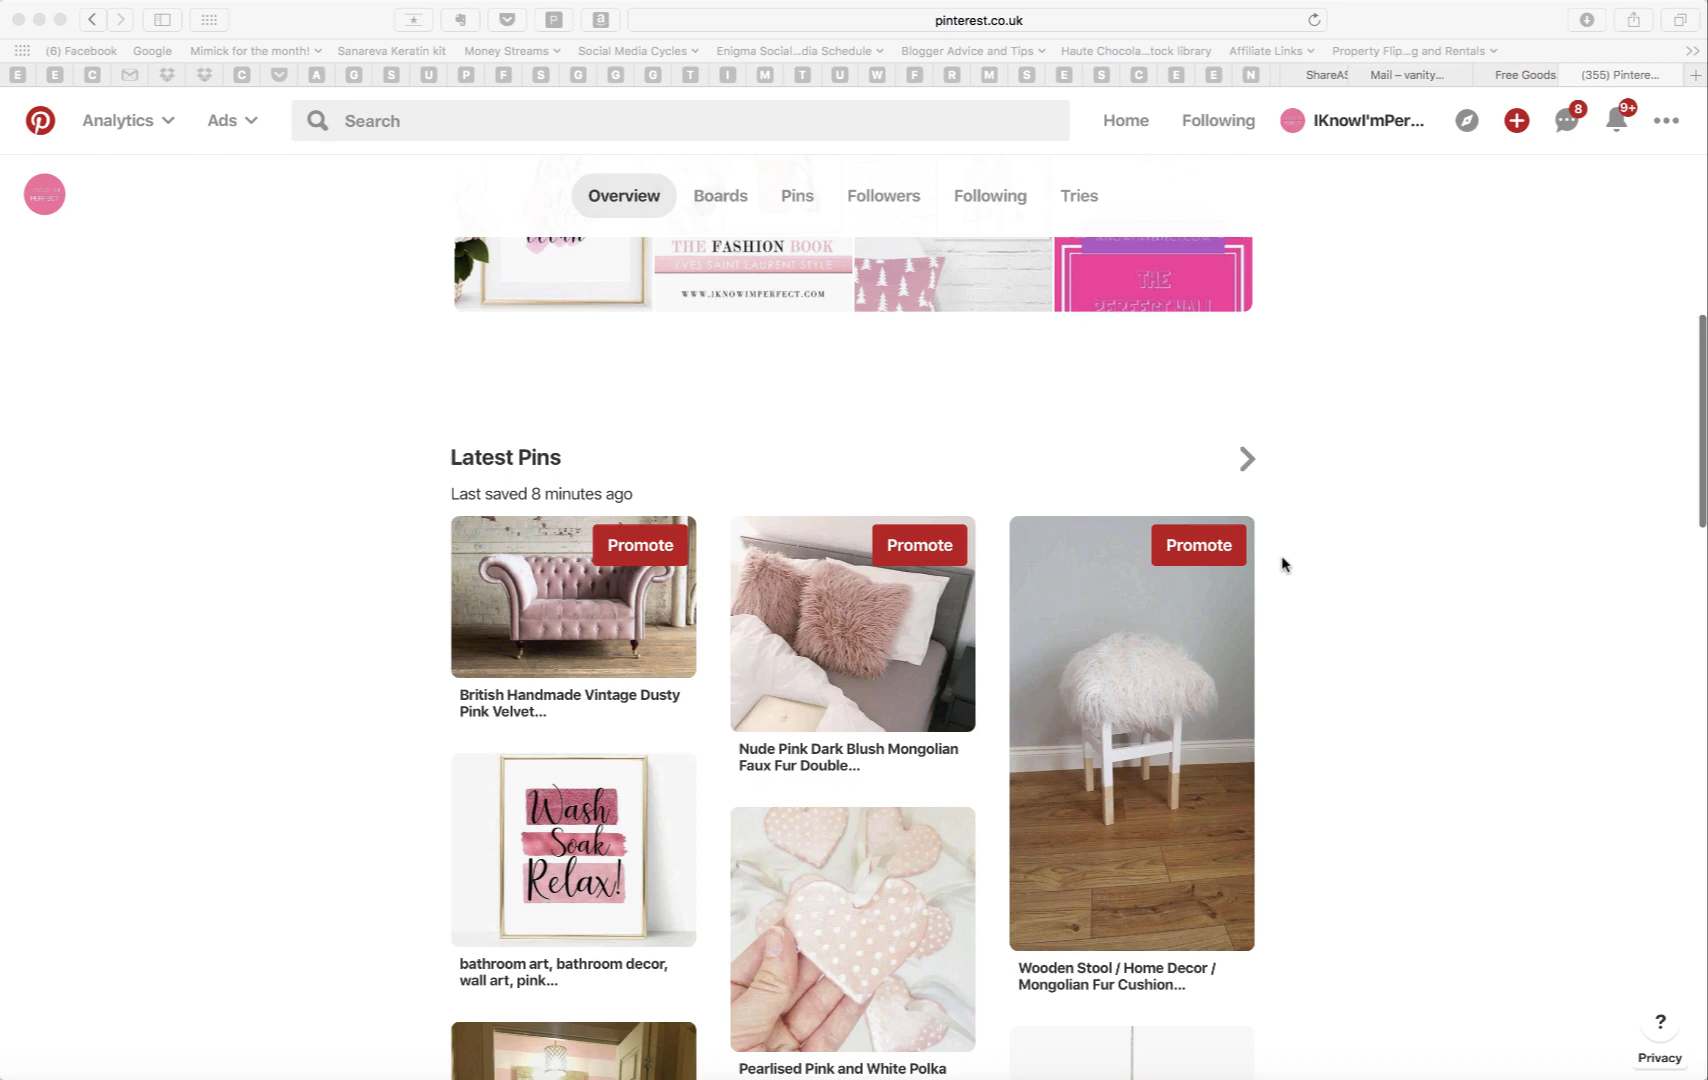 pinterest.co.uk
(6) Facebook Google Mimick for the month! Sanareva Keratin kit Money Streams Social Media Cycles Enigma Social...dia Schedule Blogger Advice and Tips Haute Chocola...tock library Affiliate Links Property Flip...g and Rentals
E E C C A G S U P F S G G G T I M T U W F R M S E S C E E N ShareAS Mail – vanity... Free Goods (355) Pintere...
Analytics Ads Search Home Following IKnowI'mPer... 8 9+
PERFECT
Overview Boards Pins Followers Following Tries
THE FASHION BOOK
YVES SAINT LAURENT STYLE
WWW.IKNOWIMPERFECT.COM
THE
PERFECT WALL
Latest Pins
Last saved 8 minutes ago
Promote
Promote
Promote
British Handmade Vintage Dusty
Pink Velvet...
Nude Pink Dark Blush Mongolian
Faux Fur Double...
Wash
Soak
Relax!
bathroom art, bathroom decor,
wall art, pink...
Wooden Stool / Home Decor /
Mongolian Fur Cushion...
Pearlised Pink and White Polka
?
Privacy